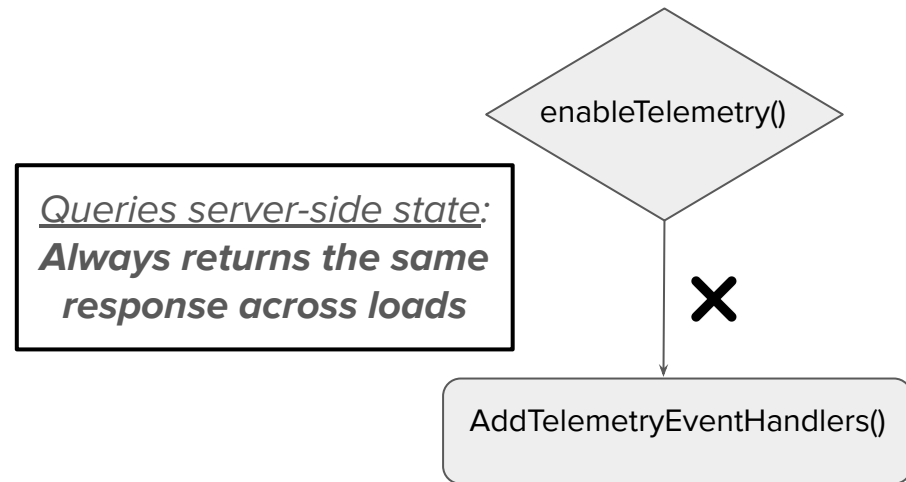 enableTelemetry()
Queries server-side state:
Always returns the same
response across loads
AddTelemetryEventHandlers()